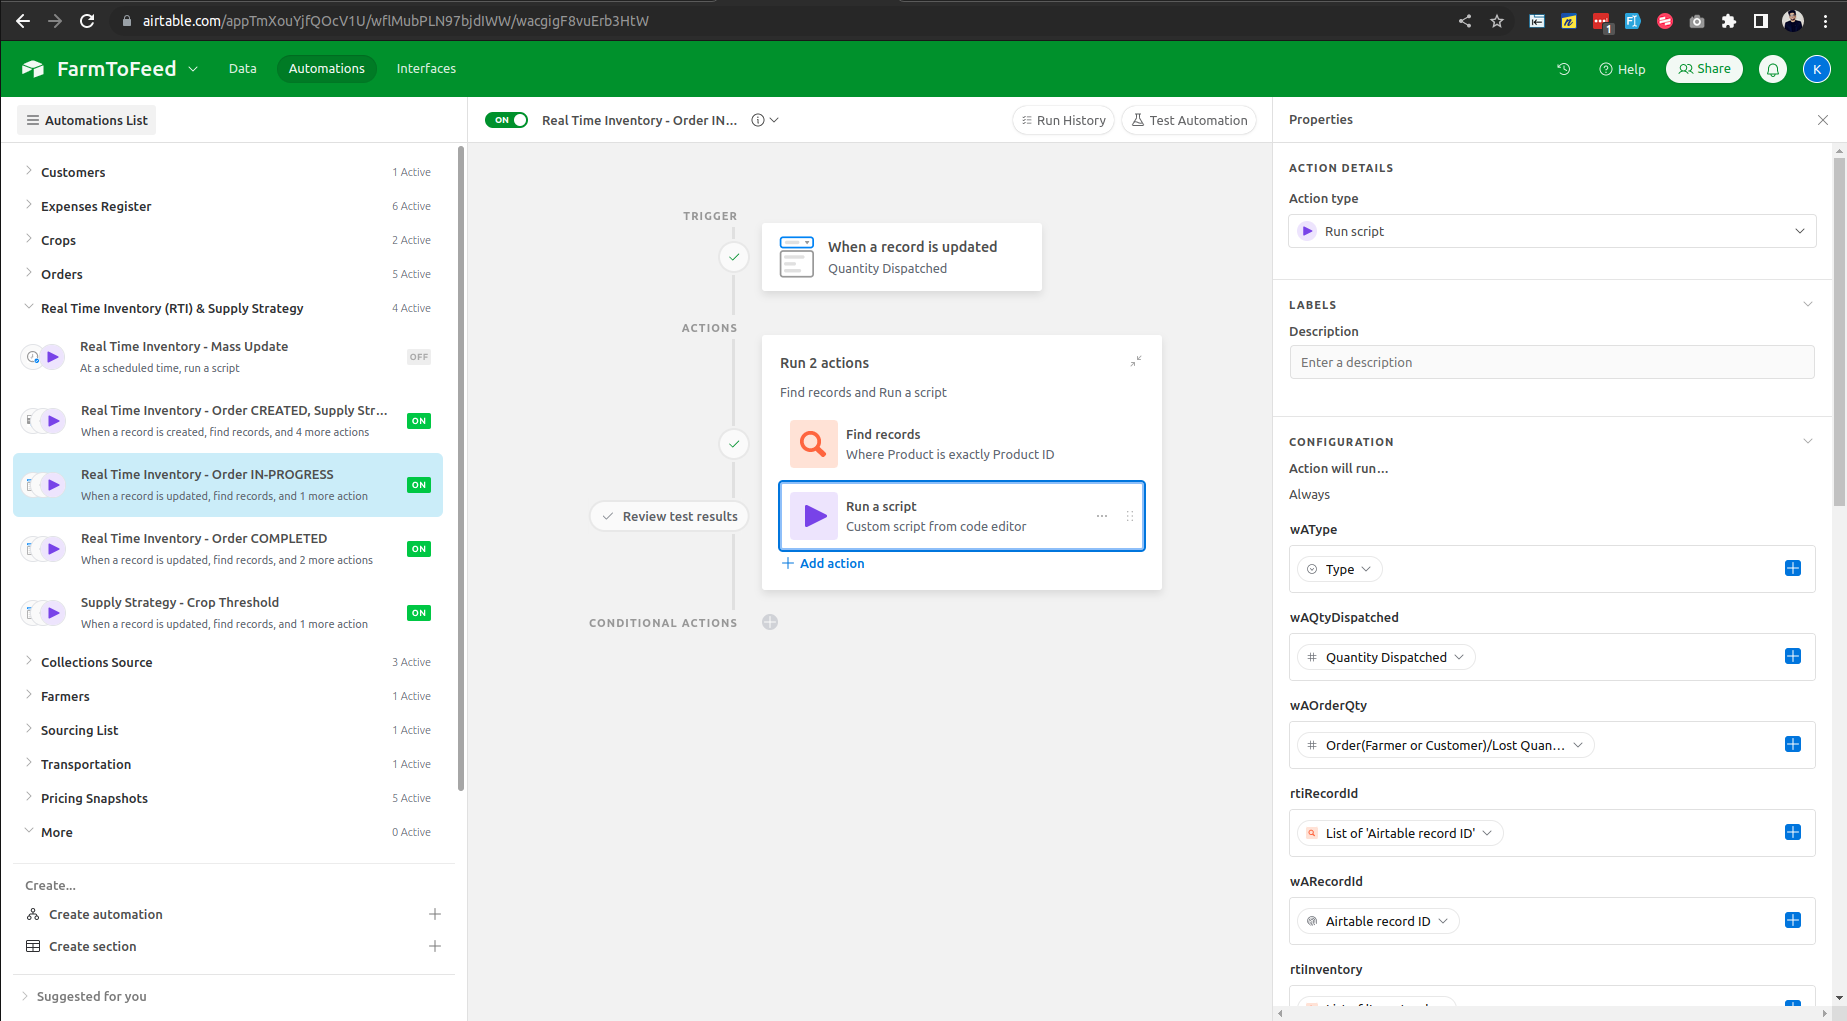 airtable.com/appTmXouYjfQOcV1U/wflMubPLN97bjdIWW/wacgigF8vuErb3HtW
1
FarmToFeed
Data
Automations
Interfaces
Help
Share
K
Automations List
ON
Real Time Inventory - Order IN...
Run History
Test Automation
Properties
Customers
1 Active
Expenses Register
6 Active
Crops
2 Active
Orders
5 Active
Real Time Inventory (RTI) & Supply Strategy
4 Active
Real Time Inventory - Mass Update
At a scheduled time, run a script
OFF
Real Time Inventory - Order CREATED, Supply Str...
When a record is created, find records, and 4 more actions
ON
Real Time Inventory - Order IN-PROGRESS
When a record is updated, find records, and 1 more action
ON
Real Time Inventory - Order COMPLETED
When a record is updated, find records, and 2 more actions
ON
Supply Strategy - Crop Threshold
When a record is updated, find records, and 1 more action
ON
Collections Source
3 Active
Farmers
1 Active
Sourcing List
1 Active
Transportation
1 Active
Pricing Snapshots
5 Active
More
0 Active
Create...
Create automation
Create section
Suggested for you
TRIGGER
When a record is updated
Quantity Dispatched
ACTIONS
Run 2 actions
Find records and Run a script
Find records
Where Product is exactly Product ID
Review test results
Run a script
Custom script from code editor
Add action
CONDITIONAL ACTIONS
ACTION DETAILS
Action type
Run script
LABELS
Description
Enter a description
CONFIGURATION
Action will run...
Always
wAType
Type
wAQtyDispatched
Quantity Dispatched
wAOrderQty
Order(Farmer or Customer)/Lost Quan...
rtiRecordId
List of 'Airtable record ID'
wARecordId
Airtable record ID
rtiInventory